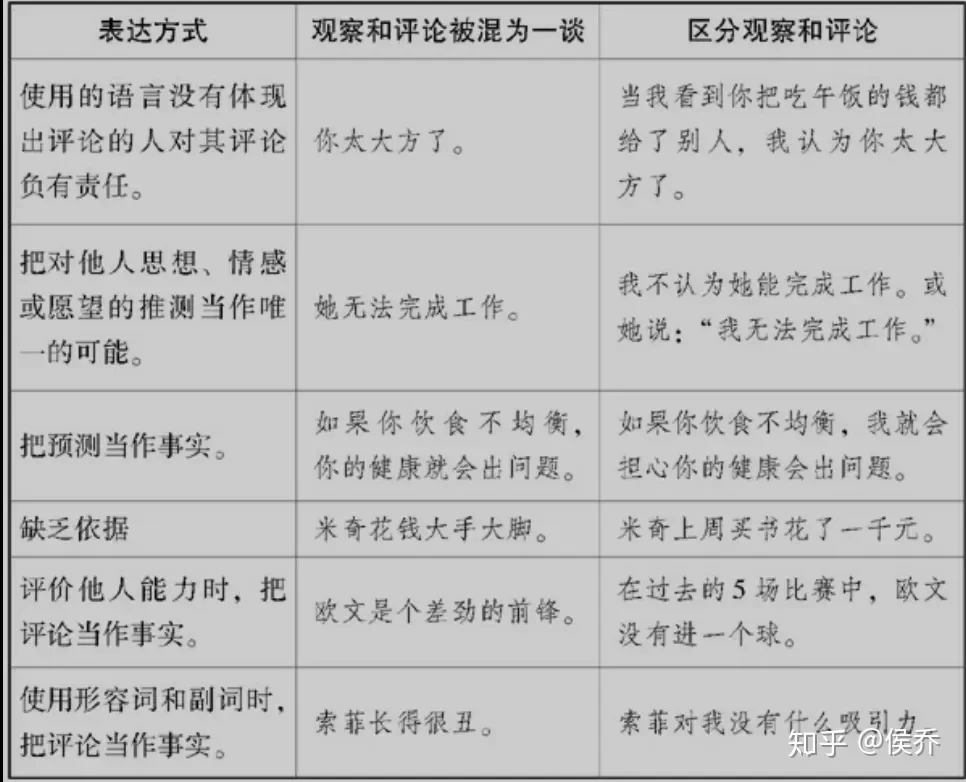 表达方式
观察和评论被混为一谈
区分观察和评论
使用的语言没有体现
出评论的人对其评论
负有责任。
你太大方了。
当我看到你把吃午饭的钱都
给了别人，我认为你太大
方了。
把对他人思想、情感
或愿望的推测当作唯
一的可能。
她无法完成工作。
我不认为她能完成工作。或
她说：“我无法完成工作。”
把预测当作事实。
如果你饮食不均衡，
你的健康就会出问题。
如果你饮食不均衡，我就会
担心你的健康会出问题。
缺乏依据
米奇花钱大手大脚。
米奇上周买书花了一千元。
评价他人能力时，把
评论当作事实。
欧文是个差劲的前锋。
在过去的5场比赛中，欧文
没有进一个球。
使用形容词和副词时，
把评论当作事实。
索菲长得很丑。
索菲对我没有什么吸引力
知乎 @侯乔